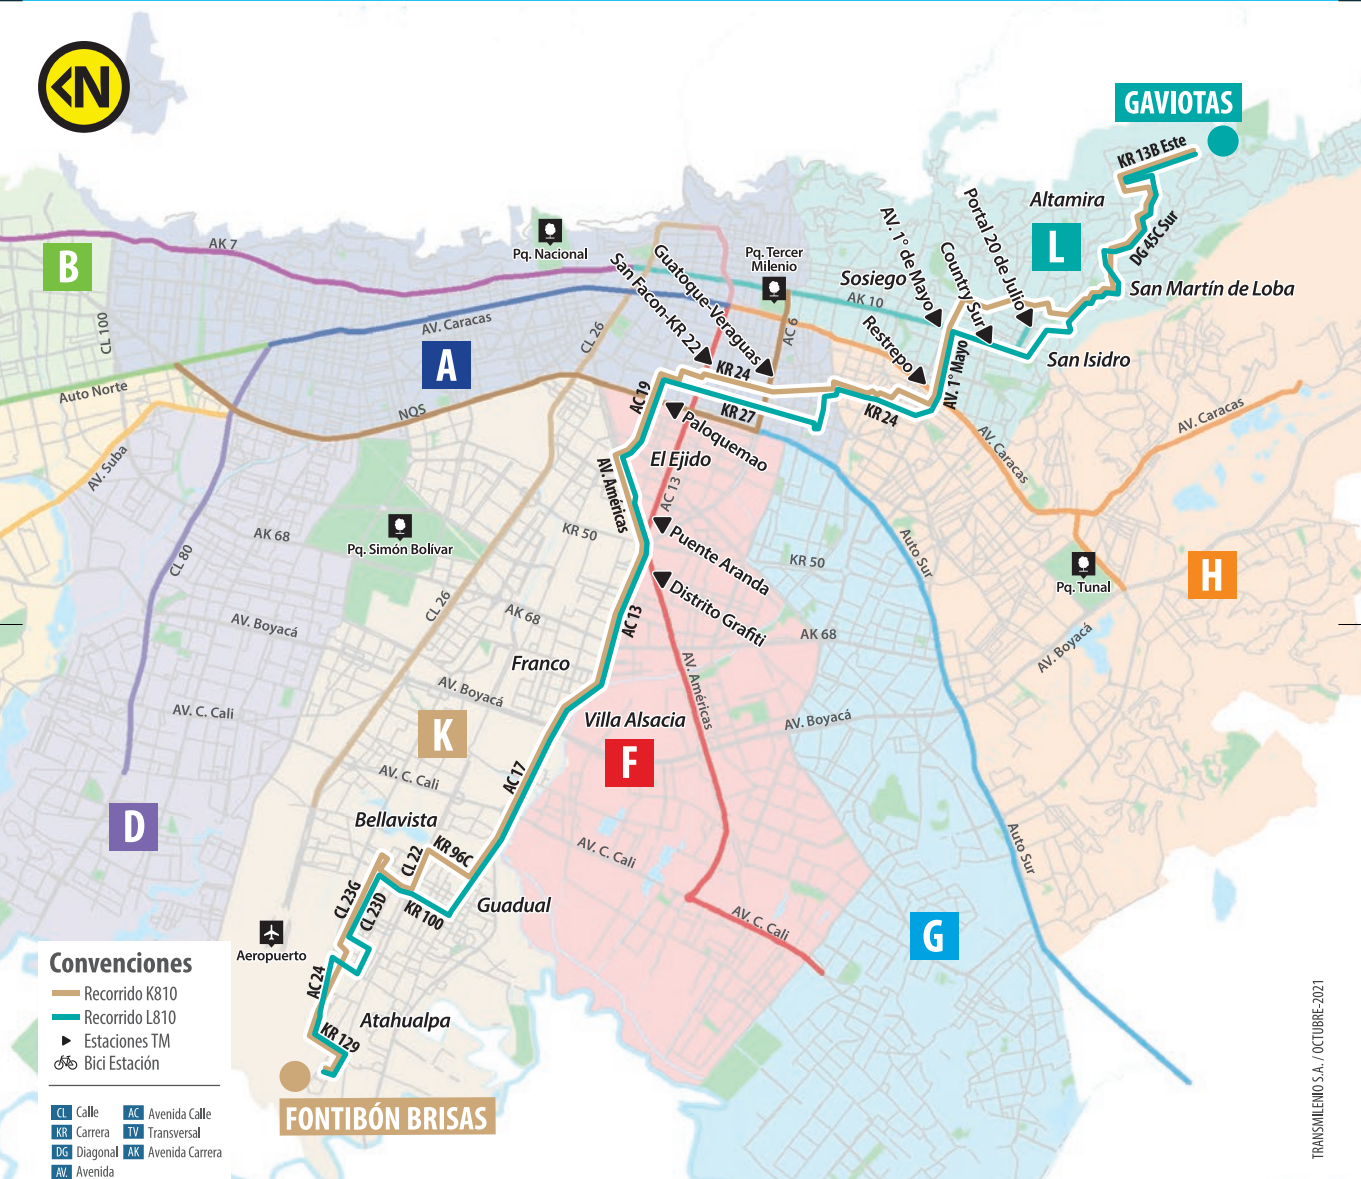 N
GAVIOTAS
KR 13B Este
Altamira
L
DG 45C Sur
San Martín de Loba
San Isidro
Portal 20 de Julio
Country Sur
AV. 1° de Mayo
Sosiego
AK 10
Restrepo
AV. 1° Mayo
KR 24
Pq. Tercer
Milenio
AC 6
Guatoque-Veraguas
San Facon-KR 22
KR 24
KR 27
Pq. Nacional
AK 7
B
CL 100
Auto Norte
AV. Caracas
A
CL 26
NQS
AC 19
Paloquemao
El Ejido
AV. Américas
AC 13
Puente Aranda
Distrito Grafiti
KR 50
KR 50
AV. Suba
AK 68
Pq. Simón Bolívar
CL 80
CL 26
AK 68
AC 13
AK 68
AV. Boyacá
Franco
AV. Boyacá
AV. Américas
Villa Alsacia
AV. Boyacá
AV. Caracas
AV. Caracas
Auto Sur
Pq. Tunal
H
AV. Boyacá
AV. C. Cali
K
F
AC 17
AV. C. Cali
D
Bellavista
CL 22
KR 96C
AV. C. Cali
Auto Sur
CL 23G
CL 23D
KR 100
Guadual
AV. C. Cali
G
Aeropuerto
AC 24
Atahualpa
KR 129
FONTIBÓN BRISAS
Convenciones
Recorrido K810
Recorrido L810
Estaciones TM
Bici Estación
CL Calle
AC Avenida Calle
KR Carrera
TV Transversal
DG Diagonal
AK Avenida Carrera
AV. Avenida
TRANSMILENIO S.A. / OCTUBRE-2021